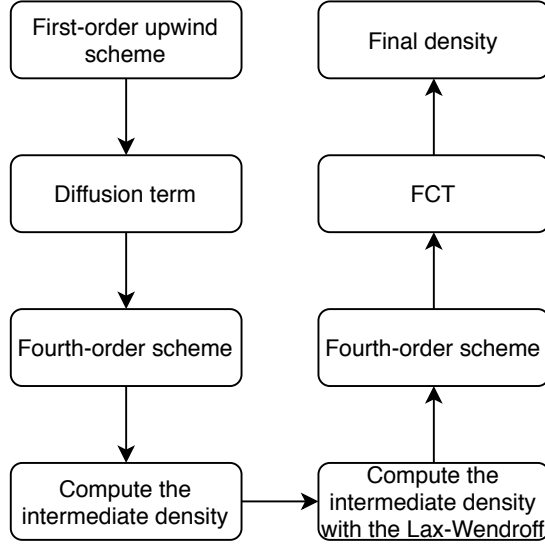 First-order upwind
scheme
Diffusion term
Fourth-order scheme
Compute the
intermediate density
Compute the
intermediate density
with the Lax-Wendroff
Fourth-order scheme
FCT
Final density